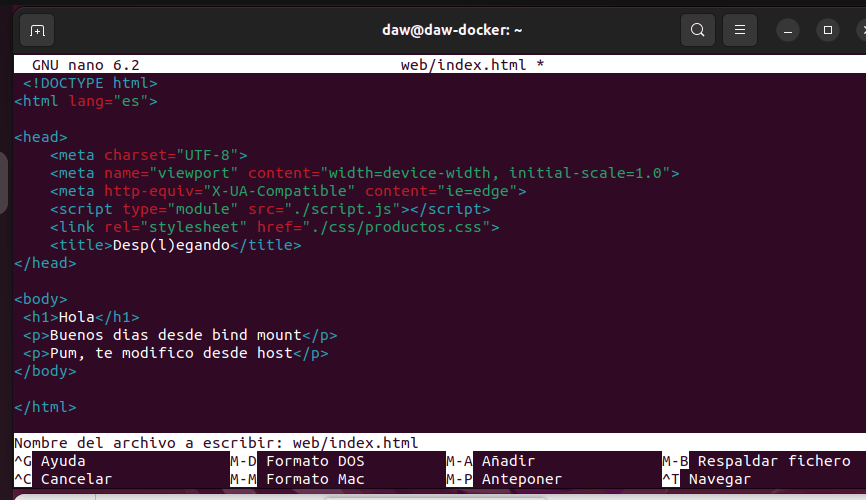 daw@daw-docker: ~
GNU nano 6.2 web/index.html *
<!DOCTYPE html>
<html lang="es">
<head>
<meta charset="UTF-8">
<meta name="viewport" content="width=device-width, initial-scale=1.0">
<meta http-equiv="X-UA-Compatible" content="ie=edge">
<script type="module" src="./script.js"></script>
<link rel="stylesheet" href="./css/productos.css">
<title>Desp(l)egando</title>
</head>
<body>
<h1>Hola</h1>
<p>Buenos dias desde bind mount</p>
<p>Pum, te modifico desde host</p>
</body>
</html>
Nombre del archivo a escribir: web/index.html
^G Ayuda M-D Formato DOS M-A Añadir M-B Respaldar fichero
^C Cancelar M-M Formato Mac M-P Anteponer ^T Navegar